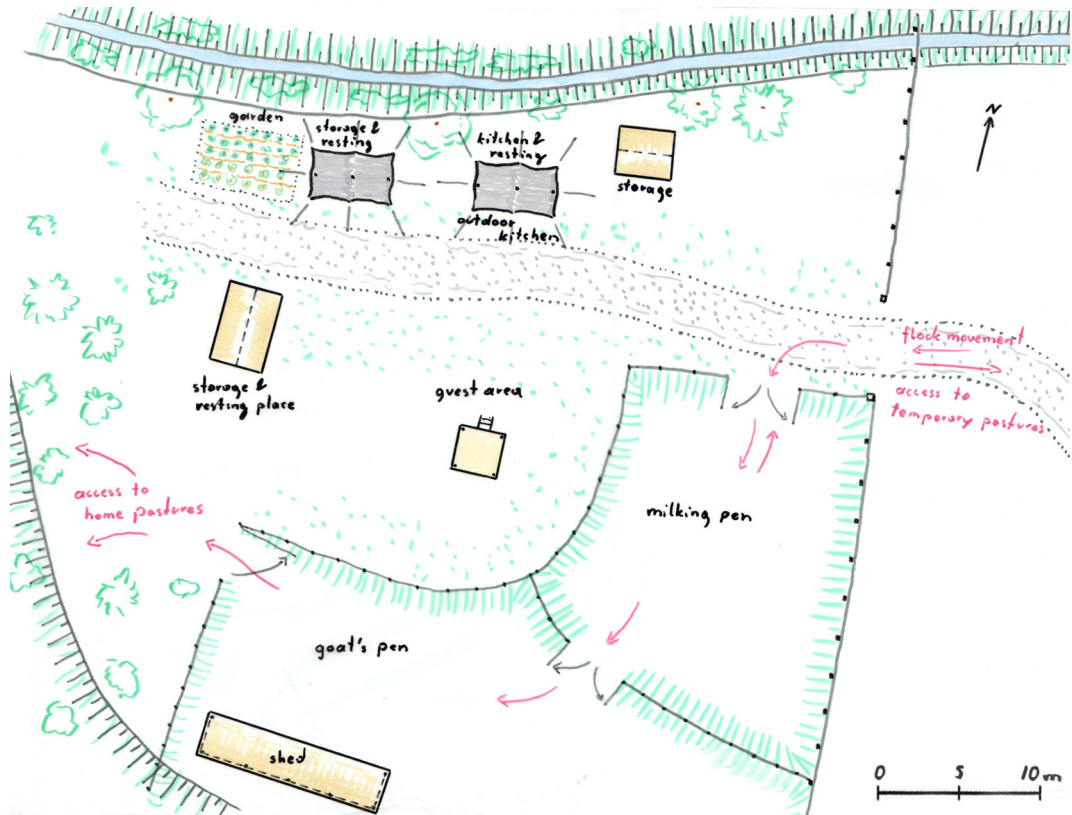 garden
storage &
resting
kitchen &
resting
storage
N
outdoor
kitchen
flock movement
access to
temporary pastures
storage &
resting place
guest area
access to
home pastures
milking pen
goat's pen
shed
0 5 10 m